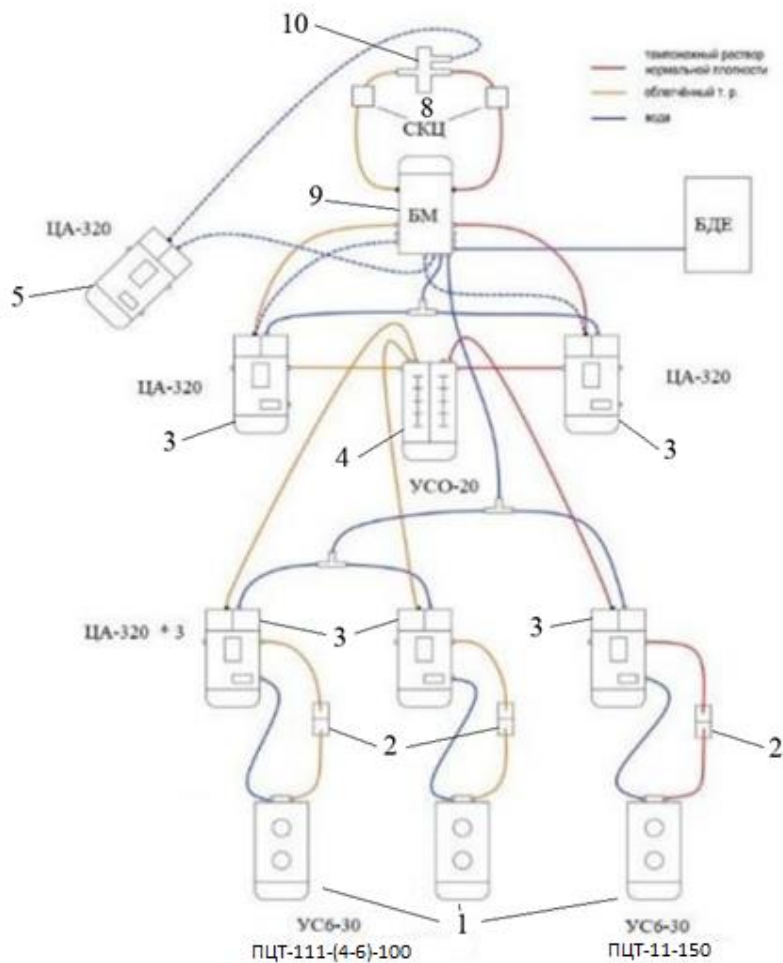 10
тампонажный раствор
нормальной плотности
облегчённый т. р.
вода
8
СКЦ
9
БМ
БДЕ
ЦА-320
5
ЦА-320
3
4
УСО-20
ЦА-320
3
ЦА-320 * 3
3
3
2
2
1
УС6-30
ПЦТ-111-(4-6)-100
УС6-30
ПЦТ-11-150